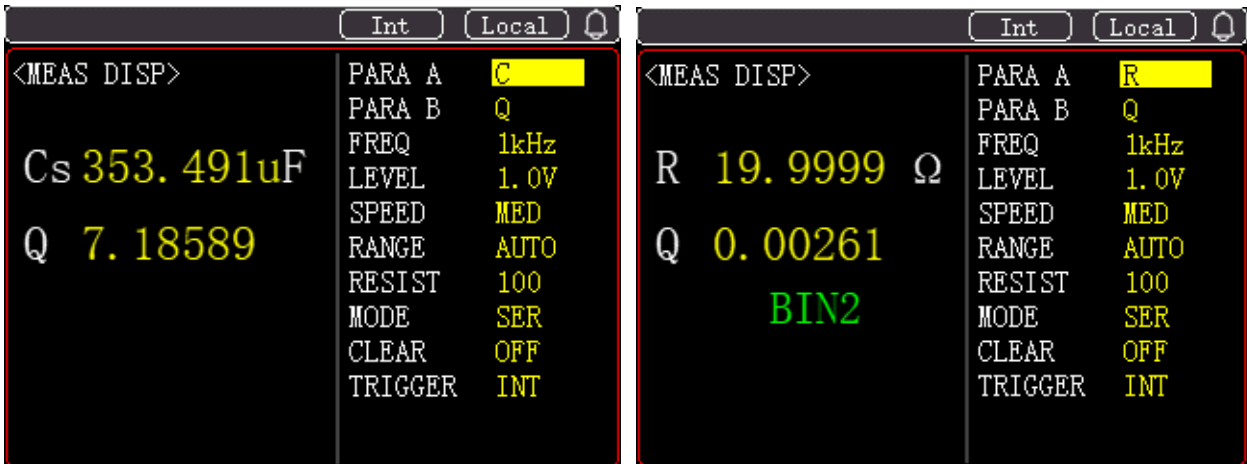 Int Local
<MEAS DISP>
Cs 353.491uF
Q 7.18589
PARA A C
PARA B Q
FREQ 1kHz
LEVEL 1.0V
SPEED MED
RANGE AUTO
RESIST 100
MODE SER
CLEAR OFF
TRIGGER INT
Int Local
<MEAS DISP>
R 19.9999 Ω
Q 0.00261
BIN2
PARA A R
PARA B Q
FREQ 1kHz
LEVEL 1.0V
SPEED MED
RANGE AUTO
RESIST 100
MODE SER
CLEAR OFF
TRIGGER INT